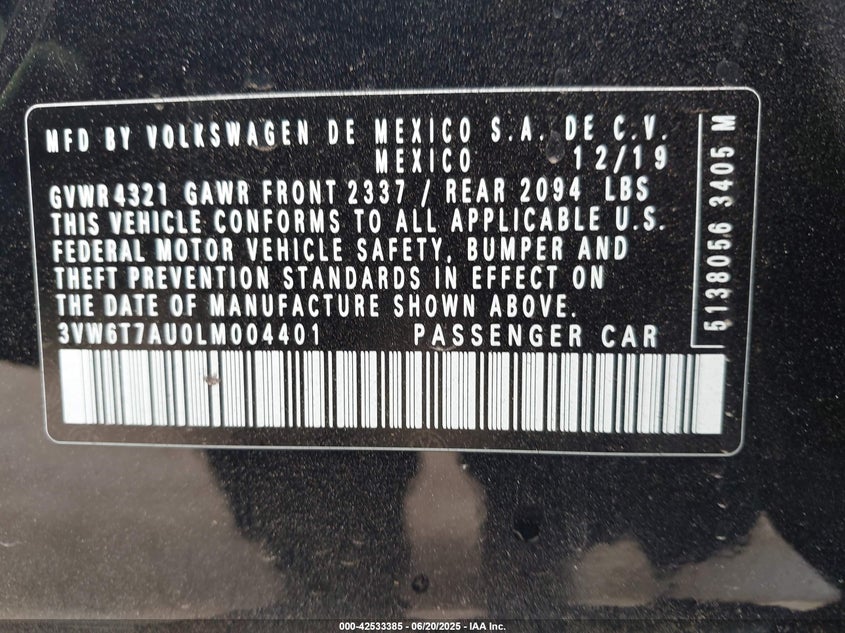 MFD BY VOLKSWAGEN DE MEXICO S.A. DE C.V.
MEXICO 12/19
GVWR4321 GAWR FRONT 2337 / REAR 2094 LBS
THIS VEHICLE CONFORMS TO ALL APPLICABLE U.S.
FEDERAL MOTOR VEHICLE SAFETY, BUMPER AND
THEFT PREVENTION STANDARDS IN EFFECT ON
THE DATE OF MANUFACTURE SHOWN ABOVE.
3VW6T7AU0LM004401 PASSENGER CAR
5138056 3405 M
000-42533385 - 06/20/2025 - IAA Inc.